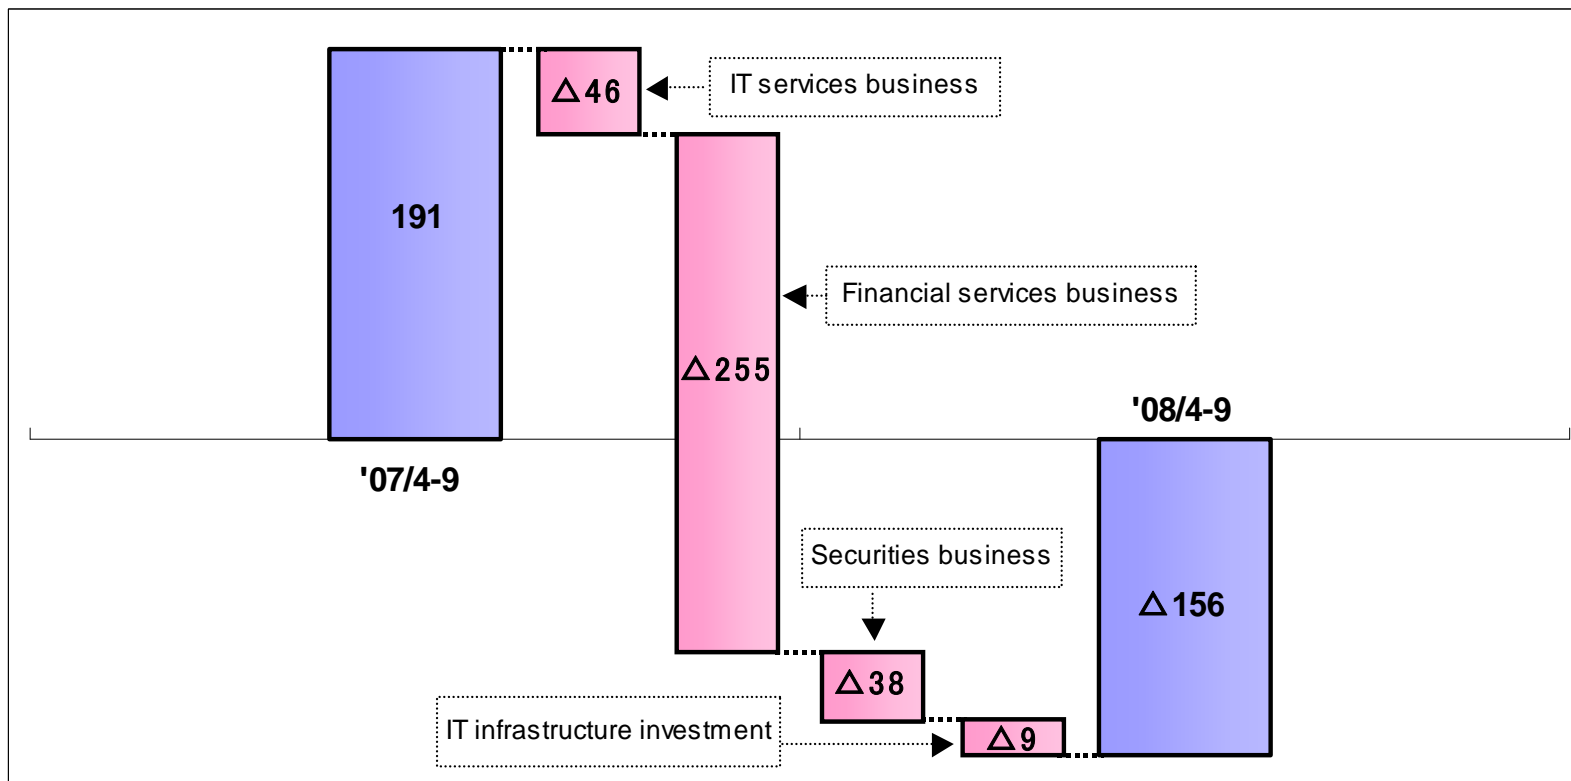 △46
IT services business
191
Financial services business
△255
'08/4-9
'07/4-9
Securities business
△156
△38
IT infrastructure investment
△9